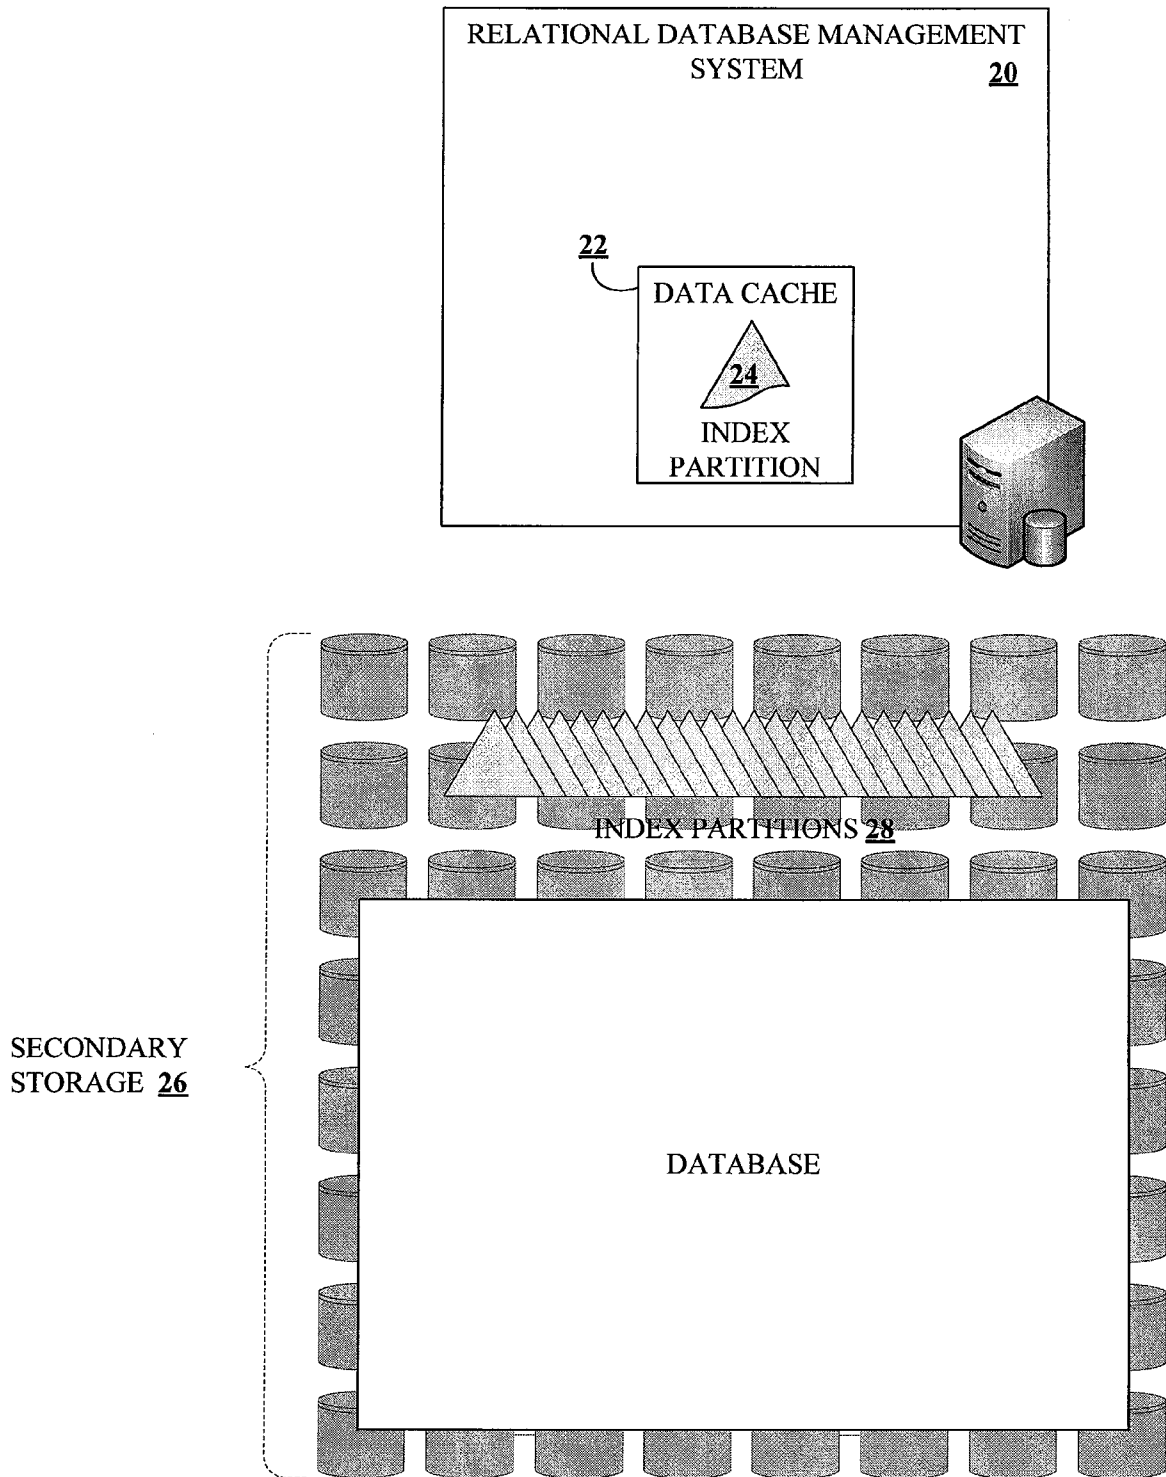 RELATIONAL DATABASE MANAGEMENT
SYSTEM 20
22
DATA CACHE
24
INDEX
PARTITION
INDEX PARTITIONS 28
SECONDARY
STORAGE 26
DATABASE